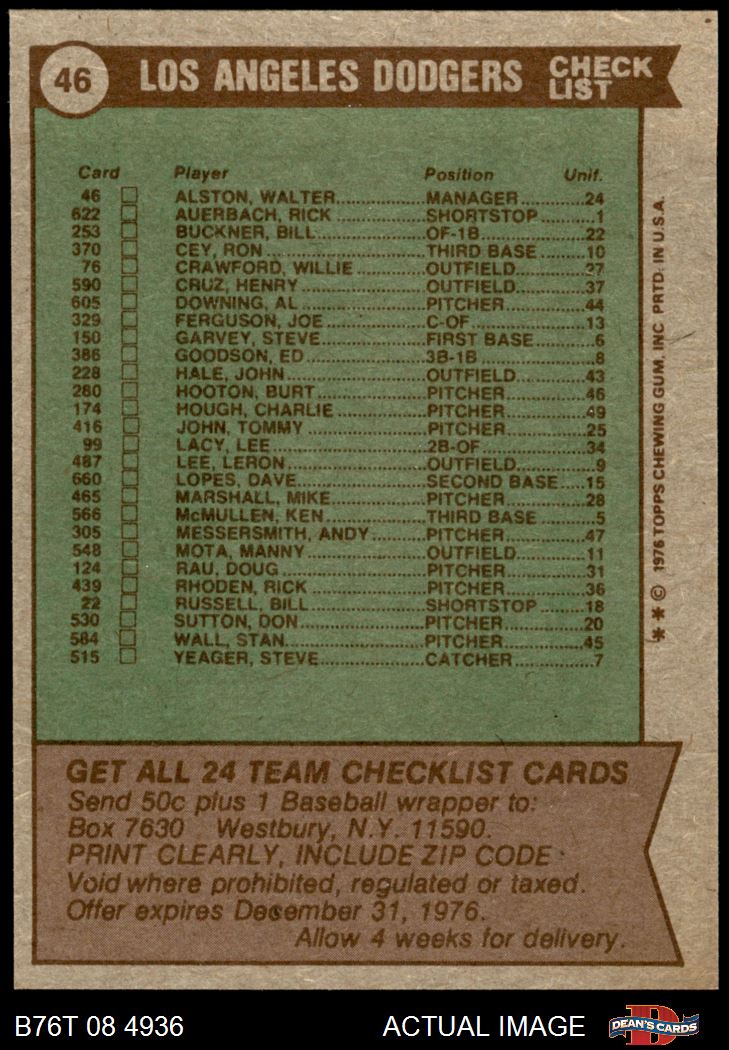 46 LOS ANGELES DODGERS CHECK LIST
Card Player Position Unif.
46 ALSTON, WALTER MANAGER 24
622 AUERBACH, RICK SHORTSTOP 1
253 BUCKNER, BILL OF-1B 22
370 CEY, RON THIRD BASE 10
76 CRAWFORD, WILLIE OUTFIELD 27
590 CRUZ, HENRY OUTFIELD 37
605 DOWNING, AL PITCHER 44
329 FERGUSON, JOE C-OF 13
150 GARVEY, STEVE FIRST BASE 6
386 GOODSON, ED 3B-1B 8
228 HALE, JOHN OUTFIELD 43
280 HOOTON, BURT PITCHER 46
174 HOUGH, CHARLIE PITCHER 49
416 JOHN, TOMMY PITCHER 25
99 LACY, LEE 2B-OF 34
487 LEE, LERON OUTFIELD 9
660 LOPES, DAVE SECOND BASE 15
465 MARSHALL, MIKE PITCHER 28
566 McMULLEN, KEN THIRD BASE 5
305 MESSERSMITH, ANDY PITCHER 47
548 MOTA, MANNY OUTFIELD 11
124 RAU, DOUG PITCHER 31
439 RHODEN, RICK PITCHER 36
22 RUSSELL, BILL SHORTSTOP 18
530 SUTTON, DON PITCHER 20
584 WALL, STAN PITCHER 45
515 YEAGER, STEVE CATCHER 7
** © 1976 TOPPS CHEWING GUM, INC PRTD. IN U.S.A.
GET ALL 24 TEAM CHECKLIST CARDS
Send 50c plus 1 Baseball wrapper to:
Box 7630 Westbury, N.Y. 11590.
PRINT CLEARLY, INCLUDE ZIP CODE
Void where prohibited, regulated or taxed.
Offer expires December 31, 1976.
Allow 4 weeks for delivery.
B76T 08 4936 ACTUAL IMAGE DEAN'S CARDS